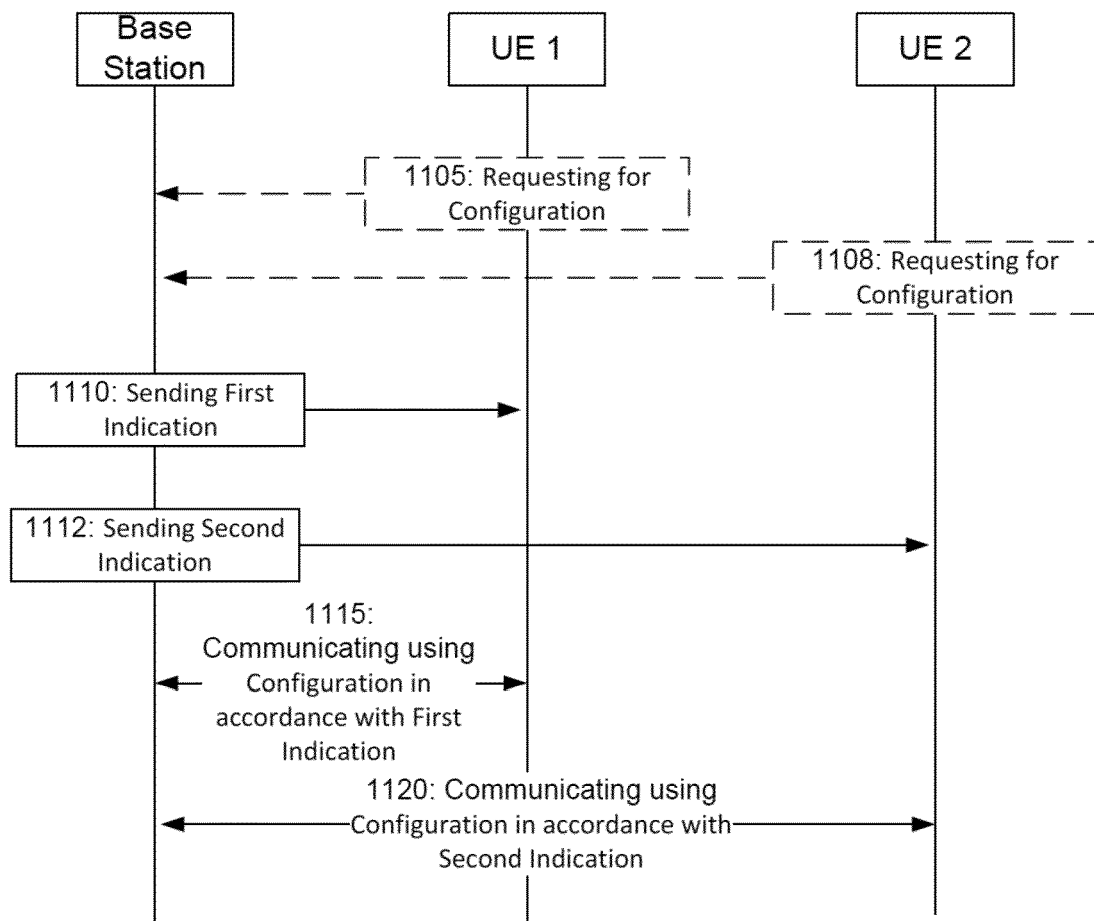 Base
Station
UE 1
UE 2
1105: Requesting for
Configuration
1108: Requesting for
Configuration
1110: Sending First
Indication
1112: Sending Second
Indication
1115:
Communicating using
Configuration in
accordance with First
Indication
1120: Communicating using
Configuration in accordance with
Second Indication